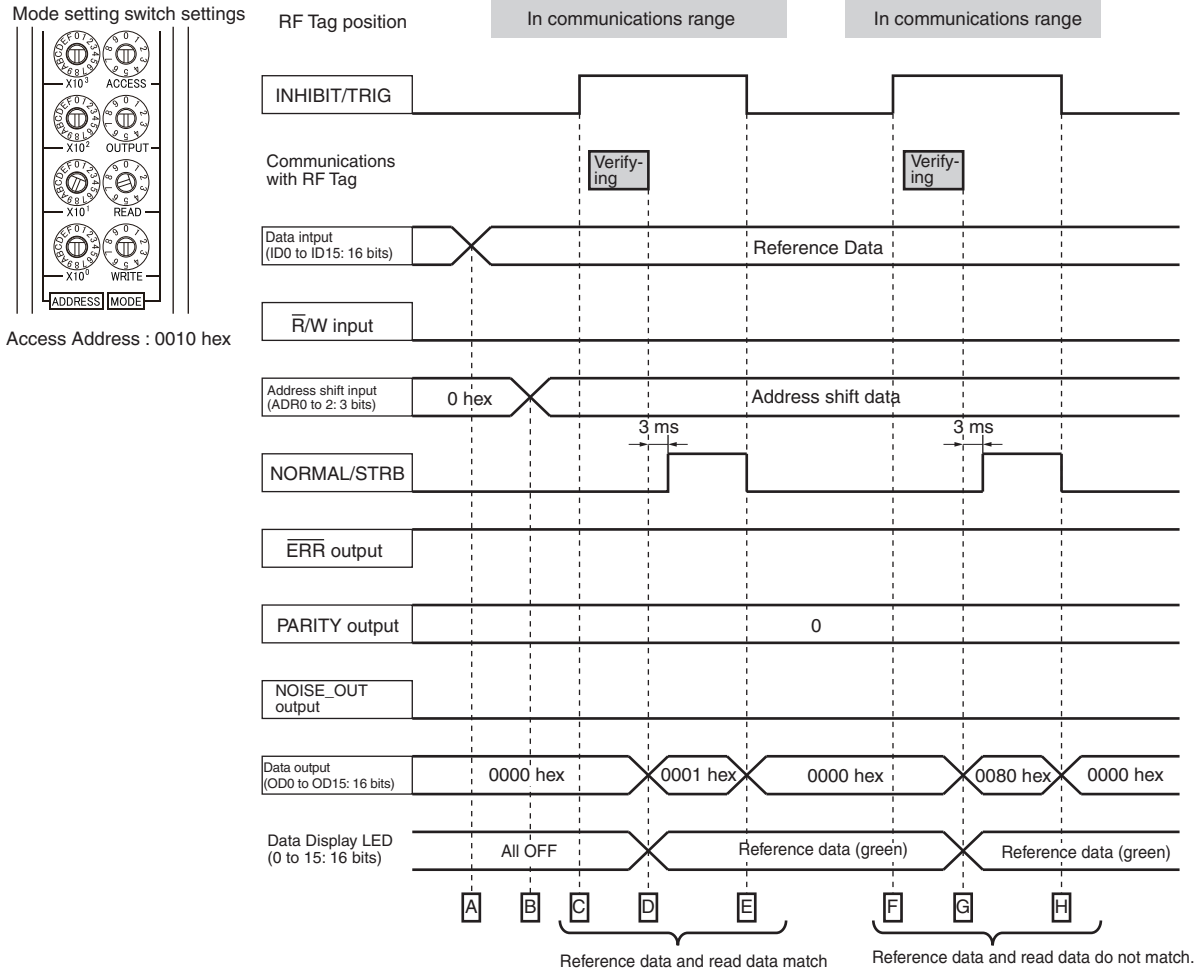 Mode setting switch settings
X10³ ACCESS
X10² OUTPUT
X10¹ READ
X10⁰ WRITE
ADDRESS MODE
Access Address : 0010 hex
RF Tag position
In communications range
In communications range
INHIBIT/TRIG
Communications
with RF Tag
Verify-
ing
Verify-
ing
Data intput
(ID0 to ID15: 16 bits)
Reference Data
R̅/W input
Address shift input
(ADR0 to 2: 3 bits)
0 hex
Address shift data
3 ms
3 ms
NORMAL/STRB
E̅R̅R̅ output
PARITY output
0
NOISE_OUT
output
Data output
(OD0 to OD15: 16 bits)
0000 hex
0001 hex
0000 hex
0080 hex
0000 hex
Data Display LED
(0 to 15: 16 bits)
All OFF
Reference data (green)
Reference data (green)
A B C D E F G H
Reference data and read data match
Reference data and read data do not match.